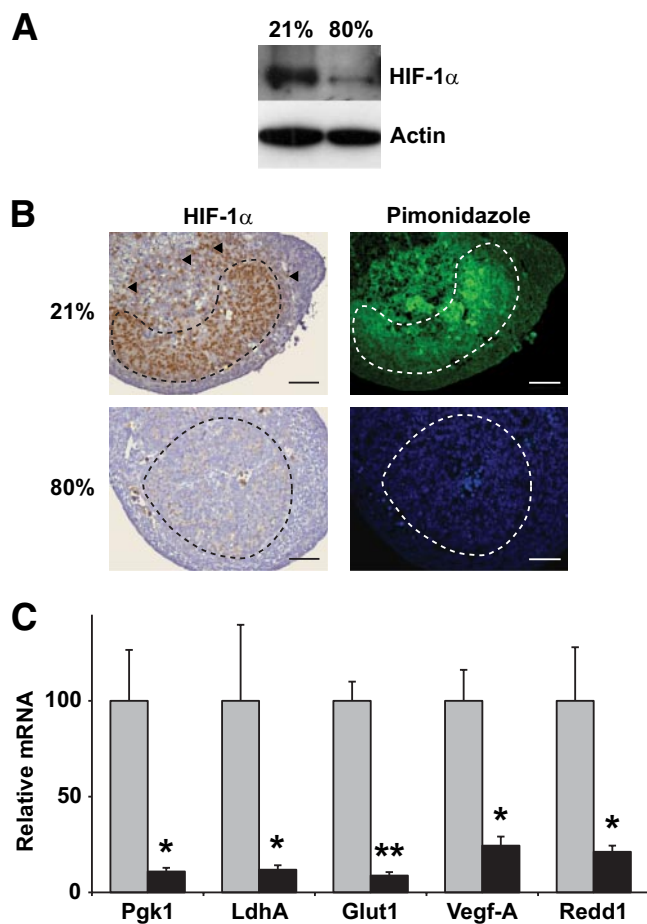 A
21% 80%
HIF-1α
Actin
B
HIF-1α Pimonidazole
21%
80%
C
Relative mRNA
100
50
0
* * ** * *
Pgk1 LdhA Glut1 Vegf-A Redd1